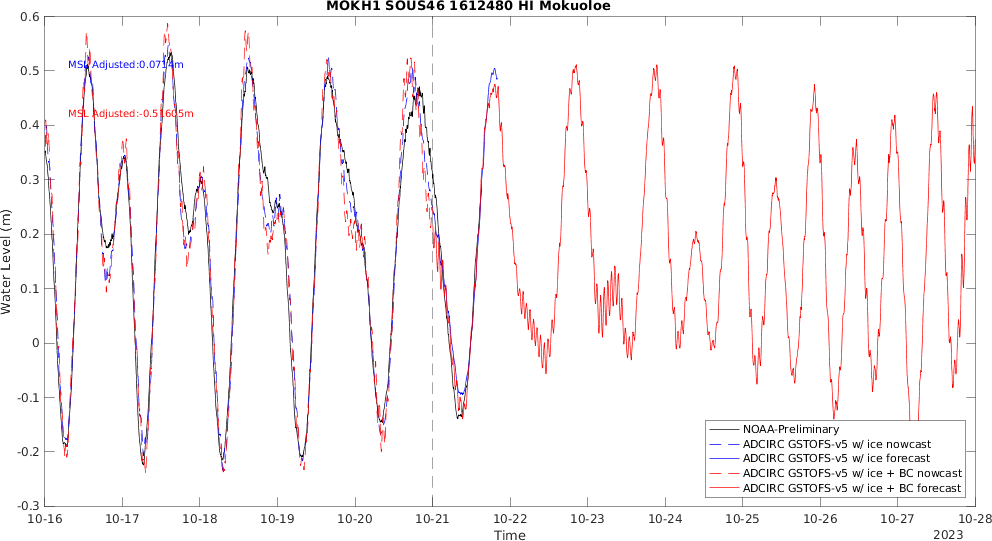 MOKH1 SOUS46 1612480 HI Mokuoloe
0.6
0.5
0.4
0.3
0.2
0.1
0
-0.1
-0.2
-0.3
Water Level (m)
MSL Adjusted:0.0714m
MSL Adjusted:-0.51605m
NOAA-Preliminary
ADCIRC GSTOFS-v5 w/ ice nowcast
ADCIRC GSTOFS-v5 w/ ice forecast
ADCIRC GSTOFS-v5 w/ ice + BC nowcast
ADCIRC GSTOFS-v5 w/ ice + BC forecast
10-16 10-17 10-18 10-19 10-20 10-21 10-22 10-23 10-24 10-25 10-26 10-27 10-28
Time
2023